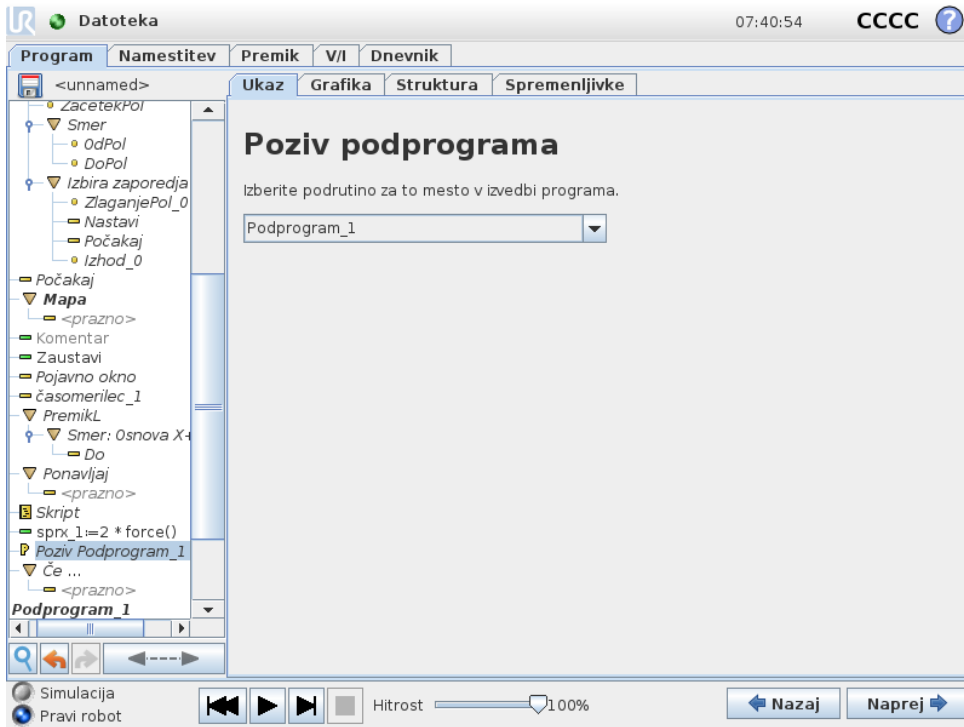 Datoteka
07:40:54
CCCC
?
Program
Namestitev
Premik
V/I
Dnevnik
<unnamed>
Ukaz
Grafika
Struktura
Spremenljivke
ZačetekPol
Smer
OdPol
DoPol
Izbira zaporedja
ZlaganjePol_0
Nastavi
Počakaj
Izhod_0
Počakaj
Mapa
<prazno>
Komentar
Zaustavi
Pojavno okno
časomerilec_1
PremikL
Smer: Osnova X+
Do
Ponavljaj
<prazno>
Skript
sprx_1≔2 * force()
Poziv Podprogram_1
Če ...
<prazno>
Podprogram_1
Poziv podprograma
Izberite podrutino za to mesto v izvedbi programa.
Podprogram_1
Simulacija
Pravi robot
Hitrost
100%
Nazaj
Naprej